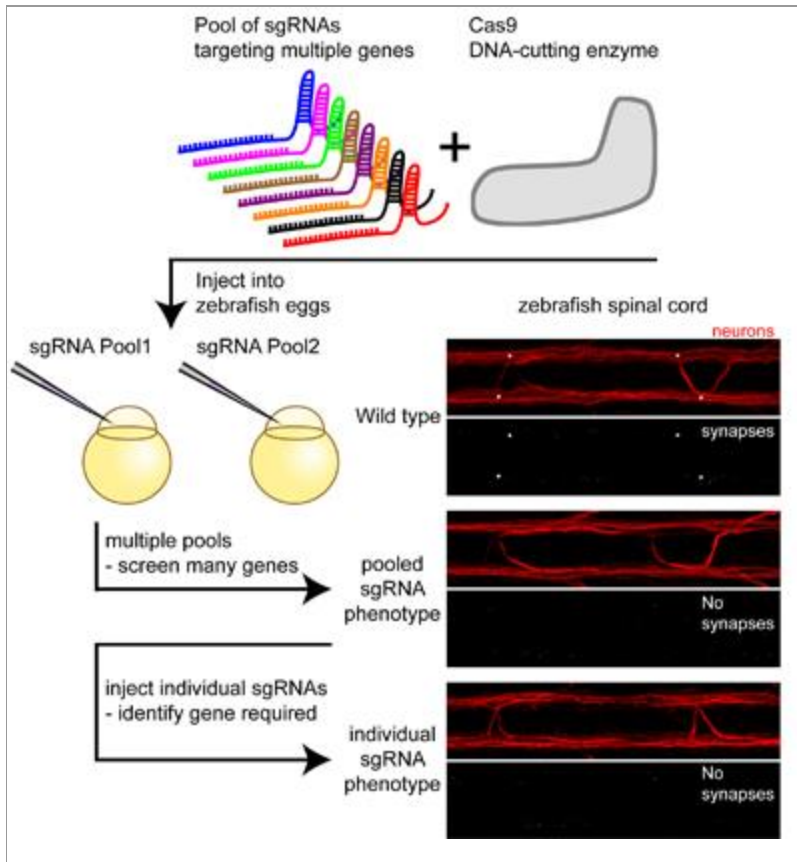 Pool of sgRNAs
targeting multiple genes
Cas9
DNA-cutting enzyme
Inject into
zebrafish eggs
sgRNA Pool1
sgRNA Pool2
zebrafish spinal cord
neurons
Wild type
synapses
multiple pools
- screen many genes
pooled
sgRNA
phenotype
No
synapses
inject individual sgRNAs
- identify gene required
individual
sgRNA
phenotype
No
synapses